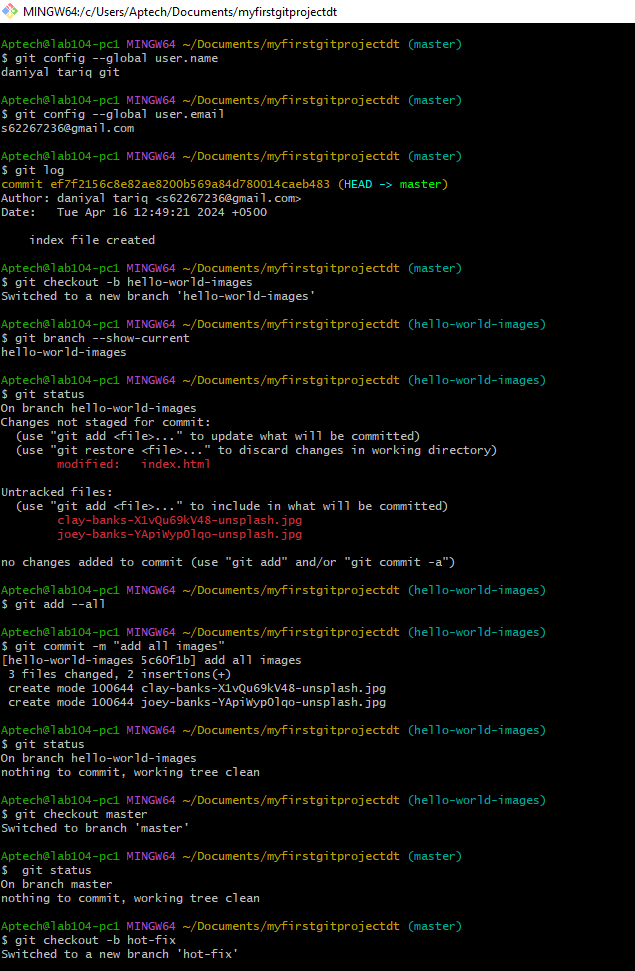 MINGW64:/c/Users/Aptech/Documents/myfirstgitprojectdt
Aptech@lab104-pc1 MINGW64 ~/Documents/myfirstgitprojectdt (master)
$ git config --global user.name
daniyal tariq git
Aptech@lab104-pc1 MINGW64 ~/Documents/myfirstgitprojectdt (master)
$ git config --global user.email
s62267236@gmail.com
Aptech@lab104-pc1 MINGW64 ~/Documents/myfirstgitprojectdt (master)
$ git log
commit ef7f2156c8e82ae8200b569a84d780014caeb483 (HEAD -> master)
Author: daniyal tariq <s62267236@gmail.com>
Date:   Tue Apr 16 12:49:21 2024 +0500
    index file created
Aptech@lab104-pc1 MINGW64 ~/Documents/myfirstgitprojectdt (master)
$ git checkout -b hello-world-images
Switched to a new branch 'hello-world-images'
Aptech@lab104-pc1 MINGW64 ~/Documents/myfirstgitprojectdt (hello-world-images)
$ git branch --show-current
hello-world-images
Aptech@lab104-pc1 MINGW64 ~/Documents/myfirstgitprojectdt (hello-world-images)
$ git status
On branch hello-world-images
Changes not staged for commit:
  (use "git add <file>..." to update what will be committed)
  (use "git restore <file>..." to discard changes in working directory)
        modified:   index.html
Untracked files:
  (use "git add <file>..." to include in what will be committed)
        clay-banks-X1vQu69kV48-unsplash.jpg
        joey-banks-YApiWypOlqo-unsplash.jpg
no changes added to commit (use "git add" and/or "git commit -a")
Aptech@lab104-pc1 MINGW64 ~/Documents/myfirstgitprojectdt (hello-world-images)
$ git add --all
Aptech@lab104-pc1 MINGW64 ~/Documents/myfirstgitprojectdt (hello-world-images)
$ git commit -m "add all images"
[hello-world-images 5c60f1b] add all images
 3 files changed, 2 insertions(+)
 create mode 100644 clay-banks-X1vQu69kV48-unsplash.jpg
 create mode 100644 joey-banks-YApiWypOlqo-unsplash.jpg
Aptech@lab104-pc1 MINGW64 ~/Documents/myfirstgitprojectdt (hello-world-images)
$ git status
On branch hello-world-images
nothing to commit, working tree clean
Aptech@lab104-pc1 MINGW64 ~/Documents/myfirstgitprojectdt (hello-world-images)
$ git checkout master
Switched to branch 'master'
Aptech@lab104-pc1 MINGW64 ~/Documents/myfirstgitprojectdt (master)
$  git status
On branch master
nothing to commit, working tree clean
Aptech@lab104-pc1 MINGW64 ~/Documents/myfirstgitprojectdt (master)
$ git checkout -b hot-fix
Switched to a new branch 'hot-fix'